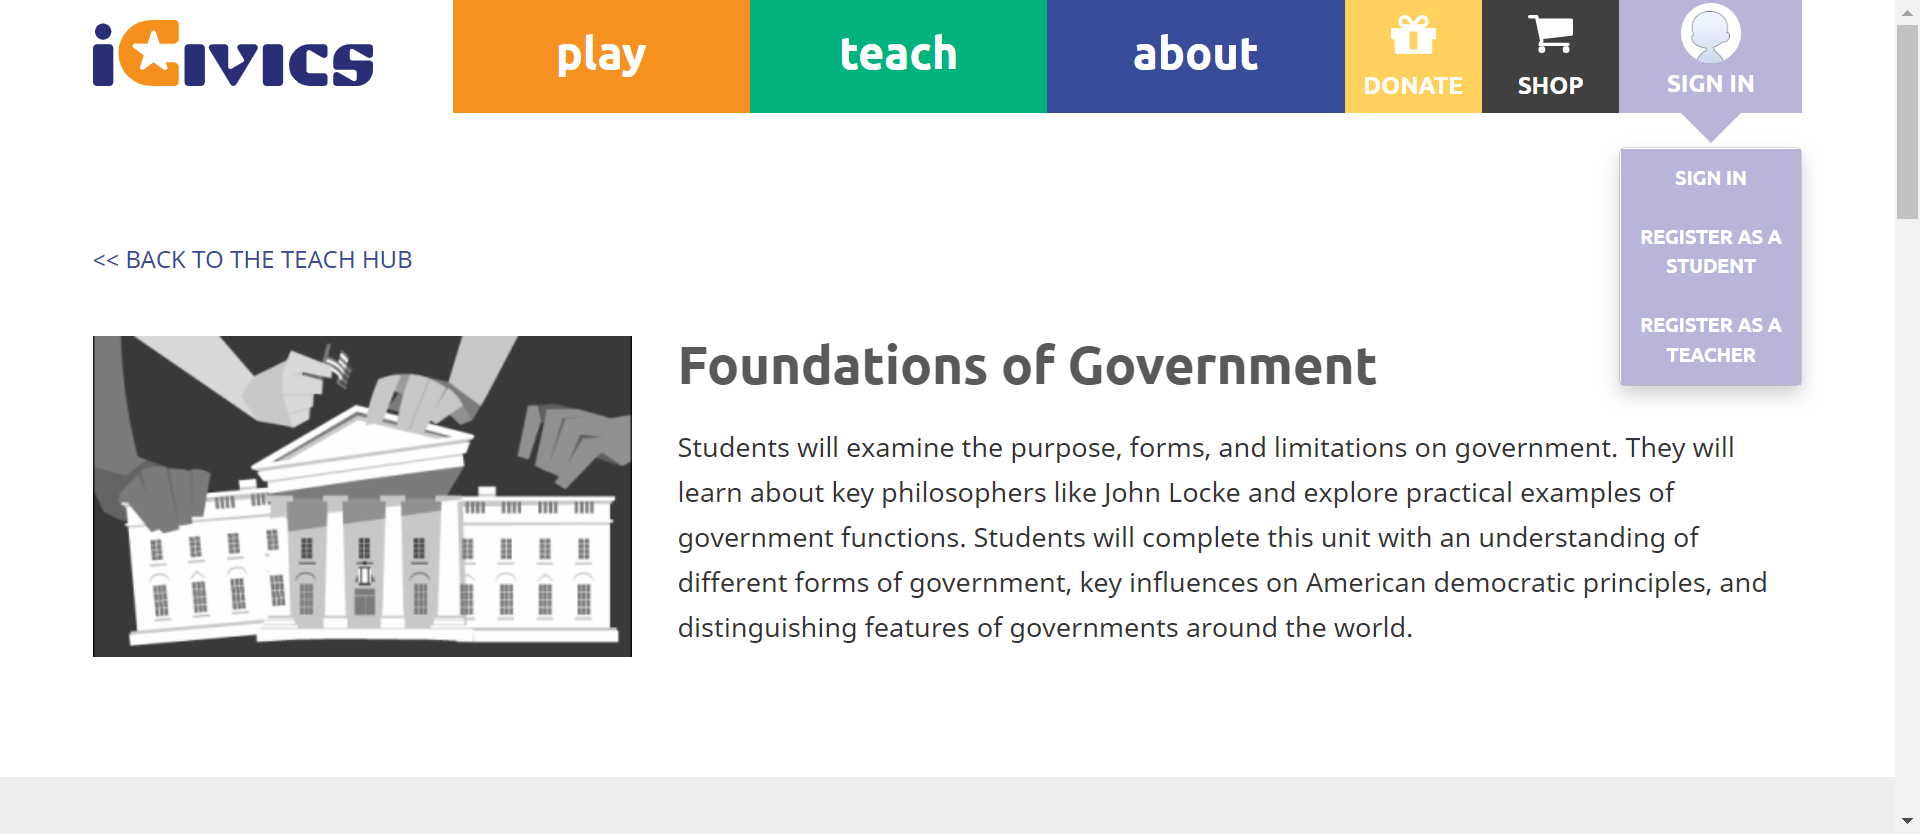 iCivics
play
teach
about
DONATE
SHOP
SIGN IN
SIGN IN
REGISTER AS A
STUDENT
REGISTER AS A
TEACHER
<< BACK TO THE TEACH HUB
Foundations of Government
Students will examine the purpose, forms, and limitations on government. They will
learn about key philosophers like John Locke and explore practical examples of
government functions. Students will complete this unit with an understanding of
different forms of government, key influences on American democratic principles, and
distinguishing features of governments around the world.